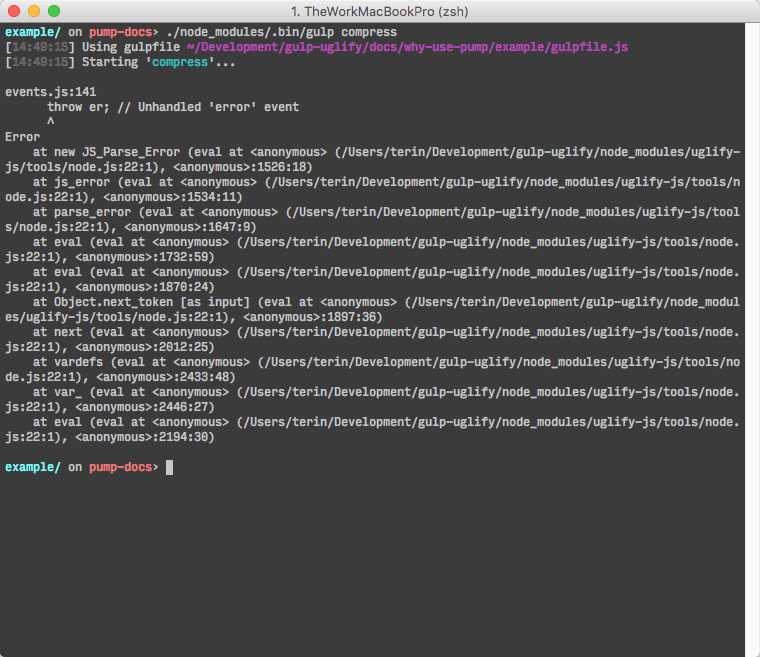 1. TheWorkMacBookPro (zsh)
example/ on pump-docs› ./node_modules/.bin/gulp compress
[14:49:15] Using gulpfile ~/Development/gulp-uglify/docs/why-use-pump/example/gulpfile.js
[14:49:15] Starting 'compress'...
events.js:141
      throw er; // Unhandled 'error' event
      ^
Error
    at new JS_Parse_Error (eval at <anonymous> (/Users/terin/Development/gulp-uglify/node_modules/uglify-
js/tools/node.js:22:1), <anonymous>:1526:18)
    at js_error (eval at <anonymous> (/Users/terin/Development/gulp-uglify/node_modules/uglify-js/tools/n
ode.js:22:1), <anonymous>:1534:11)
    at parse_error (eval at <anonymous> (/Users/terin/Development/gulp-uglify/node_modules/uglify-js/tool
s/node.js:22:1), <anonymous>:1647:9)
    at eval (eval at <anonymous> (/Users/terin/Development/gulp-uglify/node_modules/uglify-js/tools/node.
js:22:1), <anonymous>:1732:59)
    at eval (eval at <anonymous> (/Users/terin/Development/gulp-uglify/node_modules/uglify-js/tools/node.
js:22:1), <anonymous>:1870:24)
    at Object.next_token [as input] (eval at <anonymous> (/Users/terin/Development/gulp-uglify/node_modul
es/uglify-js/tools/node.js:22:1), <anonymous>:1897:36)
    at next (eval at <anonymous> (/Users/terin/Development/gulp-uglify/node_modules/uglify-js/tools/node.
js:22:1), <anonymous>:2012:25)
    at vardefs (eval at <anonymous> (/Users/terin/Development/gulp-uglify/node_modules/uglify-js/tools/no
de.js:22:1), <anonymous>:2433:48)
    at var_ (eval at <anonymous> (/Users/terin/Development/gulp-uglify/node_modules/uglify-js/tools/node.
js:22:1), <anonymous>:2446:27)
    at eval (eval at <anonymous> (/Users/terin/Development/gulp-uglify/node_modules/uglify-js/tools/node.
js:22:1), <anonymous>:2194:30)
example/ on pump-docs›